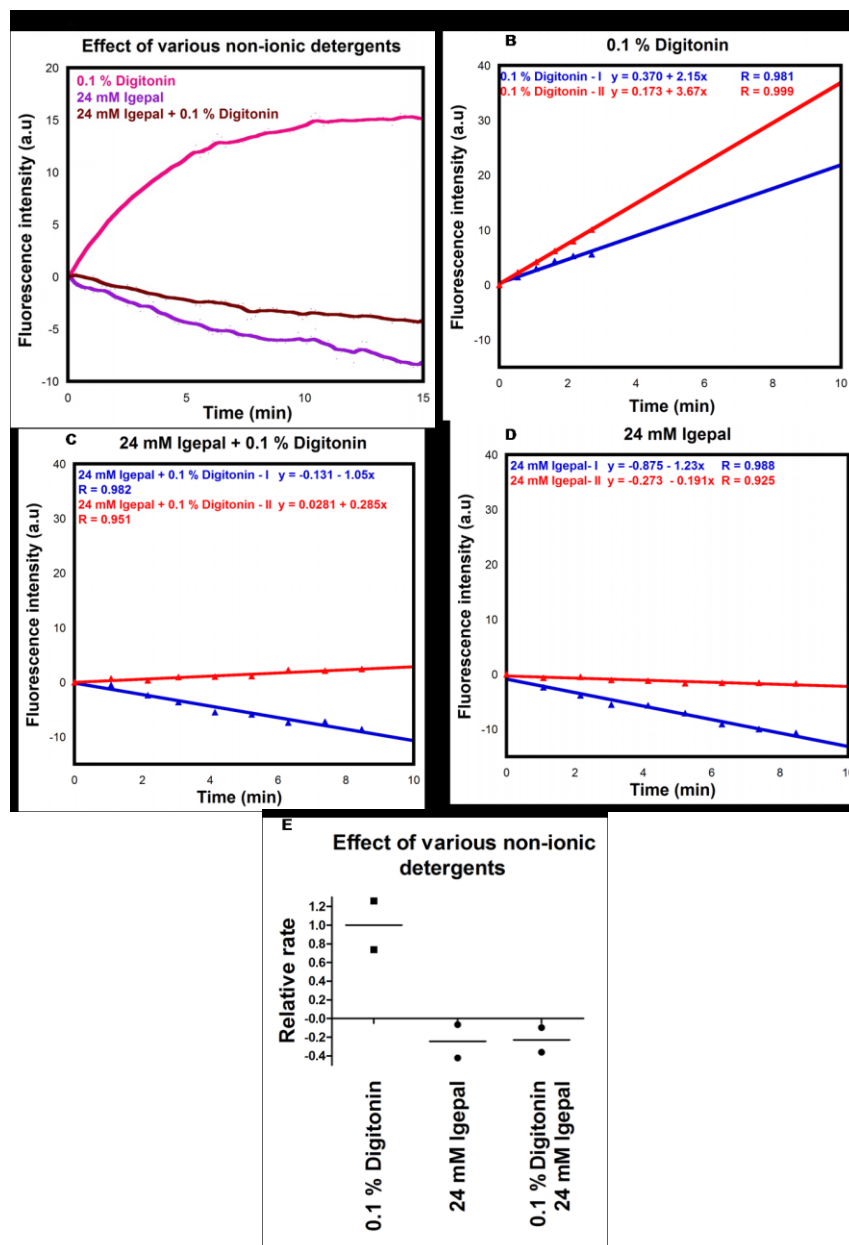 Effect of various non-ionic detergents
0.1 % Digitonin
24 mM Igepal
24 mM Igepal + 0.1 % Digitonin
Fluorescence intensity (a.u)
20
15
10
5
0
-5
-10
0
5
10
15
Time (min)
B
0.1 % Digitonin
0.1 % Digitonin - I y = 0.370 + 2.15x R = 0.981
0.1 % Digitonin - II y = 0.173 + 3.67x R = 0.999
Fluorescence intensity (a.u)
40
30
20
10
0
-10
0
2
4
6
8
10
Time (min)
C
24 mM Igepal + 0.1 % Digitonin
24 mM Igepal + 0.1 % Digitonin - I y = -0.131 - 1.05x
R = 0.982
24 mM Igepal + 0.1 % Digitonin - II y = 0.0281 + 0.285x
R = 0.951
Fluorescence intensity (a.u)
40
30
20
10
0
-10
0
2
4
6
8
10
Time (min)
D
24 mM Igepal
24 mM Igepal- I y = -0.875 - 1.23x R = 0.988
24 mM Igepal- II y = -0.273 - 0.191x R = 0.925
Fluorescence intensity (a.u)
40
30
20
10
0
-10
0
2
4
6
8
10
Time (min)
E
Effect of various non-ionic
detergents
Relative rate
1.2
1.0
0.8
0.6
0.4
0.2
-0.0
-0.2
-0.4
0.1 % Digitonin
24 mM Igepal
0.1 % Digitonin
24 mM Igepal